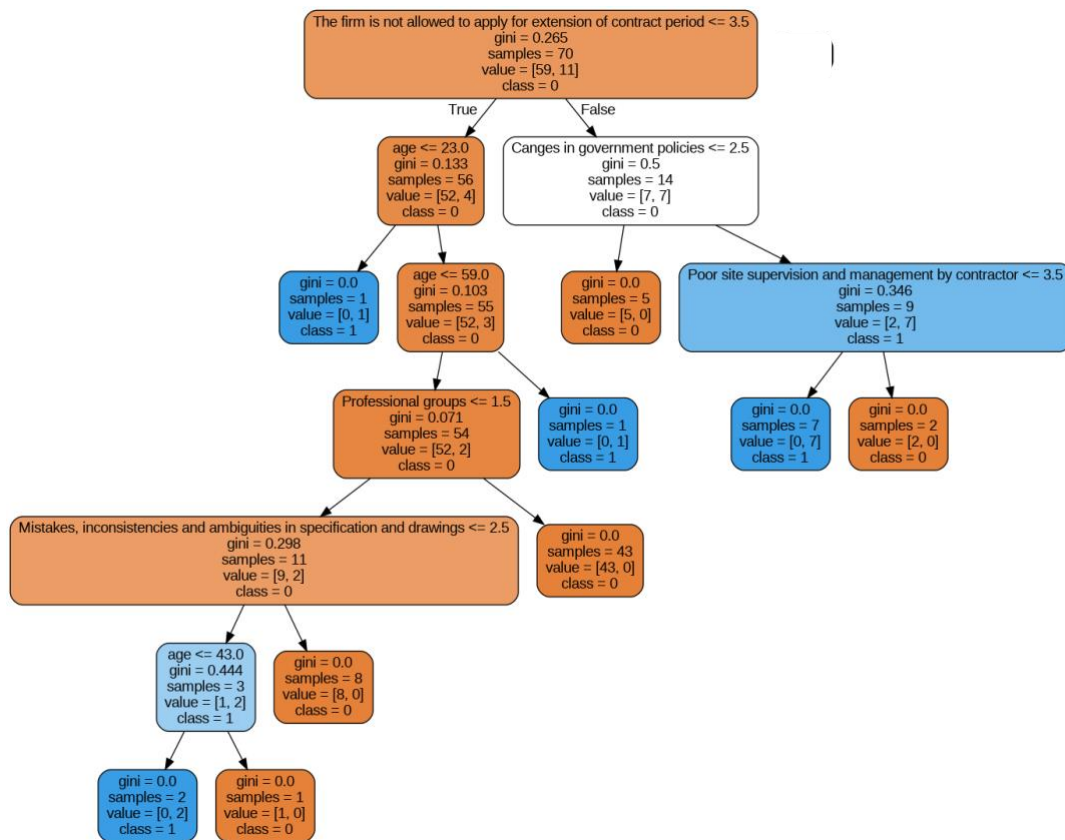 The firm is not allowed to apply for extension of contract period <= 3.5
gini = 0.265
samples = 70
value = [59, 11]
class = 0
True
False
age <= 23.0
gini = 0.133
samples = 56
value = [52, 4]
class = 0
Canges in government policies <= 2.5
gini = 0.5
samples = 14
value = [7, 7]
class = 0
gini = 0.0
samples = 1
value = [0, 1]
class = 1
age <= 59.0
gini = 0.103
samples = 55
value = [52, 3]
class = 0
gini = 0.0
samples = 5
value = [5, 0]
class = 0
Poor site supervision and management by contractor <= 3.5
gini = 0.346
samples = 9
value = [2, 7]
class = 1
Professional groups <= 1.5
gini = 0.071
samples = 54
value = [52, 2]
class = 0
gini = 0.0
samples = 1
value = [0, 1]
class = 1
gini = 0.0
samples = 7
value = [0, 7]
class = 1
gini = 0.0
samples = 2
value = [2, 0]
class = 0
Mistakes, inconsistencies and ambiguities in specification and drawings <= 2.5
gini = 0.298
samples = 11
value = [9, 2]
class = 0
gini = 0.0
samples = 43
value = [43, 0]
class = 0
age <= 43.0
gini = 0.444
samples = 3
value = [1, 2]
class = 1
gini = 0.0
samples = 8
value = [8, 0]
class = 0
gini = 0.0
samples = 2
value = [0, 2]
class = 1
gini = 0.0
samples = 1
value = [1, 0]
class = 0